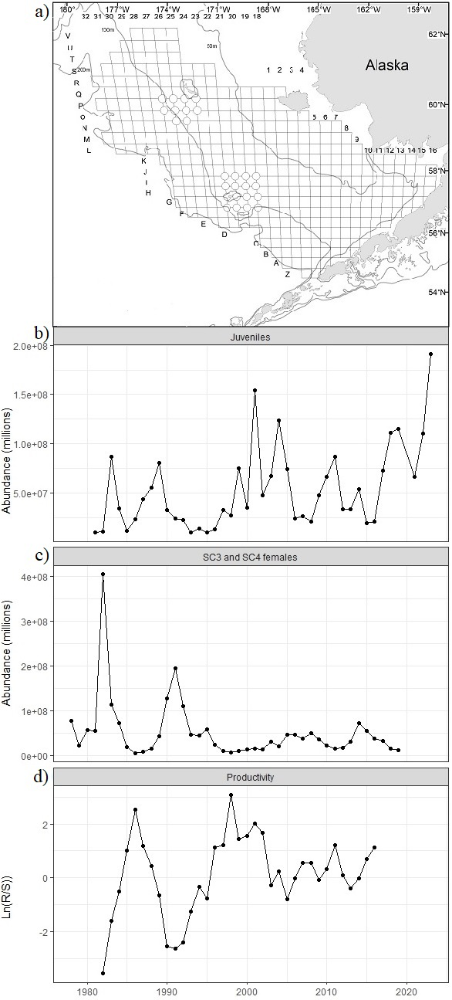 a)
180° 177°W 174°W 171°W 168°W 165°W 162°W 159°W
32 31 30 29 28 27 26 25 24 23 22 21 20 19 18
V
U
T
S
R
Q
P
O
N
M
L
K
J
I
H
G
F
E
D
C
B
A
Z
100m
50m
200m
62°N
Alaska
1 2 3 4
60°N
5 6 7
8
9
10 11 12 13 14 15 16
58°N
56°N
54°N
b)
Juveniles
2.0e+08
1.5e+08
1.0e+08
5.0e+07
Abundance (millions)
c)
SC3 and SC4 females
4e+08
3e+08
2e+08
1e+08
0e+00
Abundance (millions)
d)
Productivity
2
0
-2
Ln(R/S))
1980 1990 2000 2010 2020